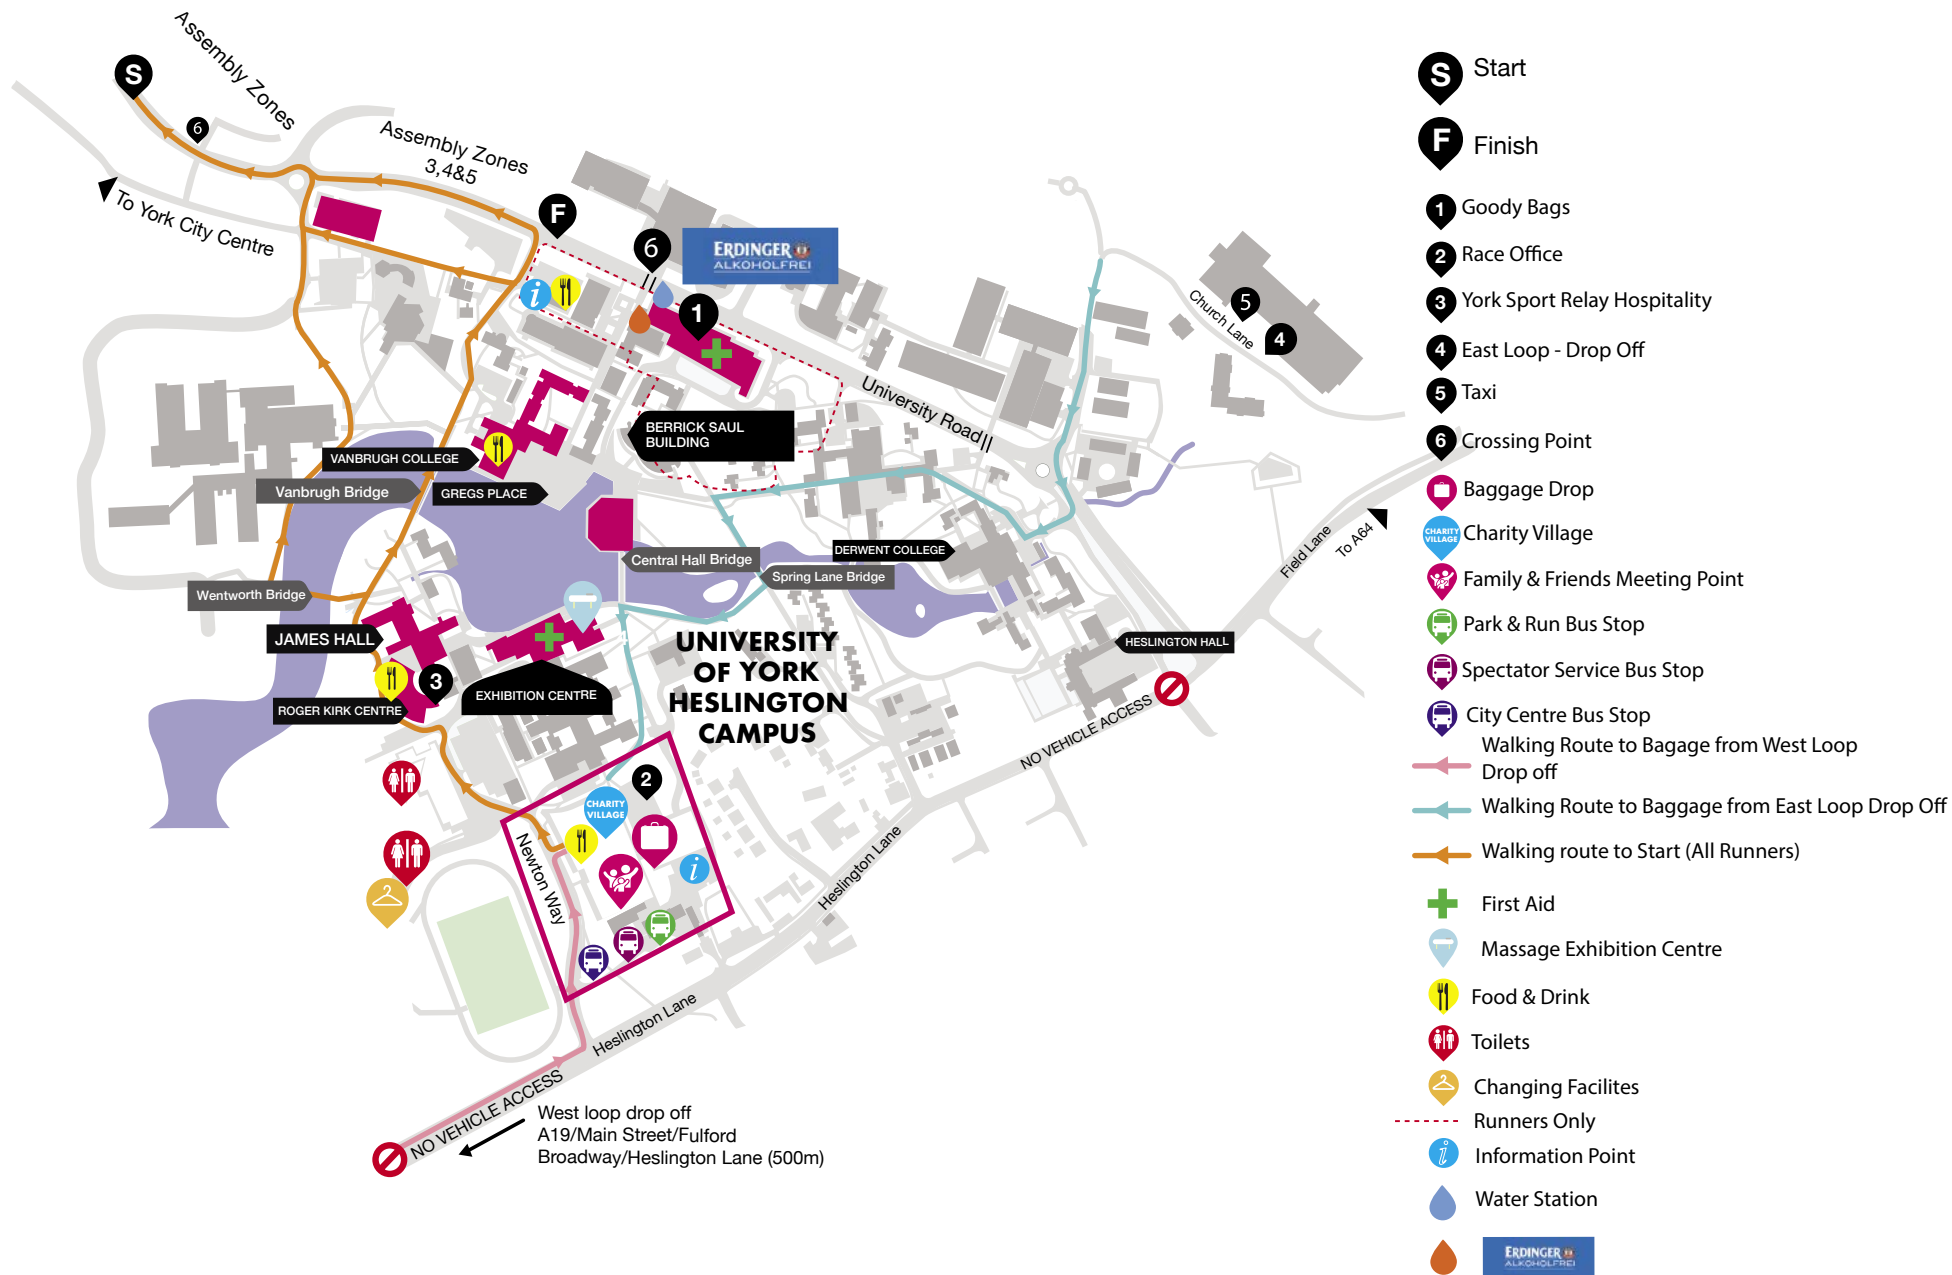 Assembly Zones
S
6
Assembly Zones
3,4&5
To York City Centre
F
6
ERDINGER
ALKOHOLFREI
i
1
Church Lane
5
4
University Road
BERRICK SAUL
BUILDING
VANBRUGH COLLEGE
Vanbrugh Bridge
GREGS PLACE
DERWENT COLLEGE
Central Hall Bridge
Spring Lane Bridge
Field Lane
To A64
Wentworth Bridge
JAMES HALL
HESLINGTON HALL
UNIVERSITY
OF YORK
HESLINGTON
CAMPUS
3
EXHIBITION CENTRE
ROGER KIRK CENTRE
NO VEHICLE ACCESS
2
CHARITY
VILLAGE
Newton Way
i
Heslington Lane
Heslington Lane
NO VEHICLE ACCESS
West loop drop off
A19/Main Street/Fulford
Broadway/Heslington Lane (500m)
S Start
F Finish
1 Goody Bags
2 Race Office
3 York Sport Relay Hospitality
4 East Loop - Drop Off
5 Taxi
6 Crossing Point
Baggage Drop
CHARITY
VILLAGE
Charity Village
Family & Friends Meeting Point
Park & Run Bus Stop
Spectator Service Bus Stop
City Centre Bus Stop
Walking Route to Bagage from West Loop
Drop off
Walking Route to Baggage from East Loop Drop Off
Walking route to Start (All Runners)
First Aid
Massage Exhibition Centre
Food & Drink
Toilets
Changing Facilites
Runners Only
i Information Point
Water Station
ERDINGER
ALKOHOLFREI